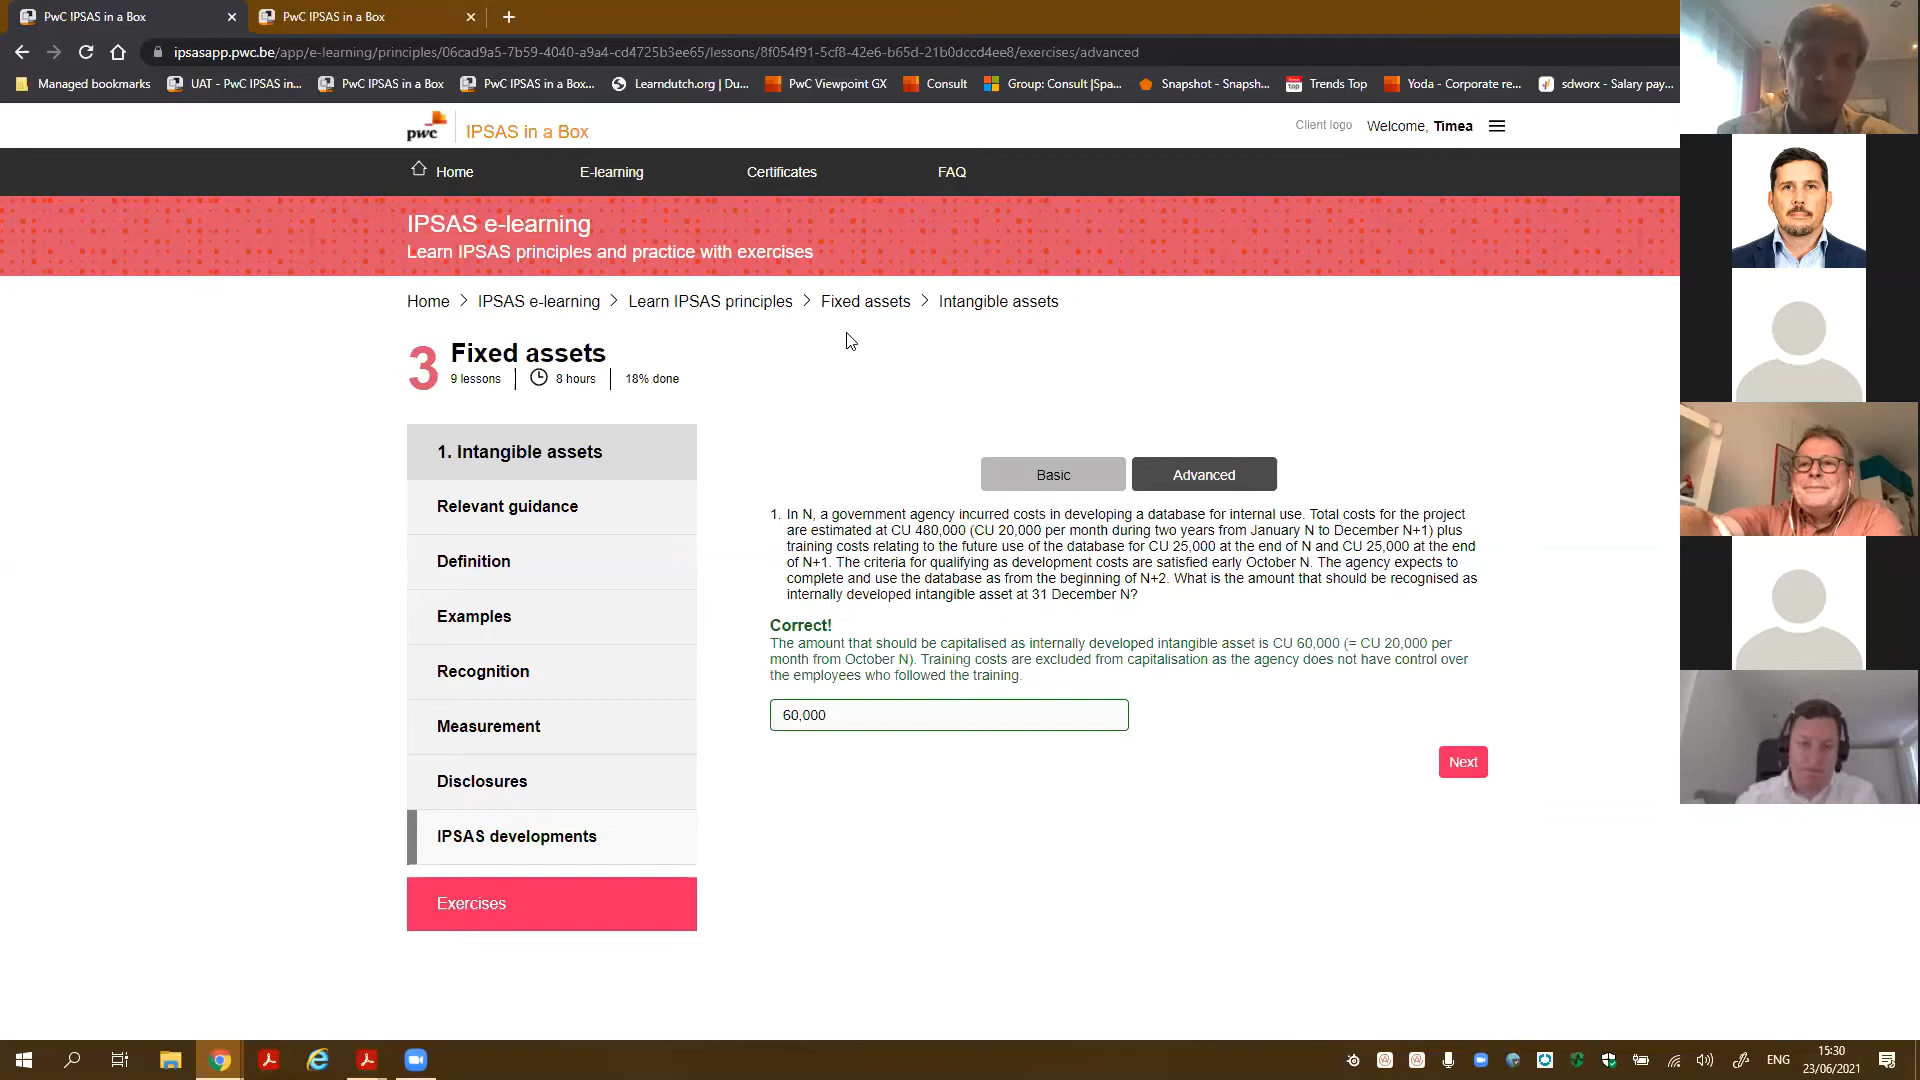 PwC IPSAS in a Box
PwC IPSAS in a Box
ipsasapp.pwc.be/app/e-learning/principles/06cad9a5-7b59-4040-a9a4-cd4725b3ee65/lessons/8f054f91-5cf8-42e6-b65d-21b0dccd4ee8/exercises/advanced
Managed bookmarks UAT - PwC IPSAS in... PwC IPSAS in a Box PwC IPSAS in a Box... Learndutch.org | Du... PwC Viewpoint GX Consult Group: Consult |Spa... Snapshot - Snapsh... Trends Top Yoda - Corporate re... sdworx - Salary pay...
pwc IPSAS in a Box
Client logo Welcome, Timea
Home E-learning Certificates FAQ
IPSAS e-learning
Learn IPSAS principles and practice with exercises
Home > IPSAS e-learning > Learn IPSAS principles > Fixed assets > Intangible assets
3 Fixed assets
9 lessons 8 hours 18% done
1. Intangible assets
Relevant guidance
Definition
Examples
Recognition
Measurement
Disclosures
IPSAS developments
Exercises
Basic Advanced
1. In N, a government agency incurred costs in developing a database for internal use. Total costs for the project
are estimated at CU 480,000 (CU 20,000 per month during two years from January N to December N+1) plus
training costs relating to the future use of the database for CU 25,000 at the end of N and CU 25,000 at the end
of N+1. The criteria for qualifying as development costs are satisfied early October N. The agency expects to
complete and use the database as from the beginning of N+2. What is the amount that should be recognised as
internally developed intangible asset at 31 December N?
Correct!
The amount that should be capitalised as internally developed intangible asset is CU 60,000 (= CU 20,000 per
month from October N). Training costs are excluded from capitalisation as the agency does not have control over
the employees who followed the training.
60,000
Next
ENG
15:30
23/06/2021